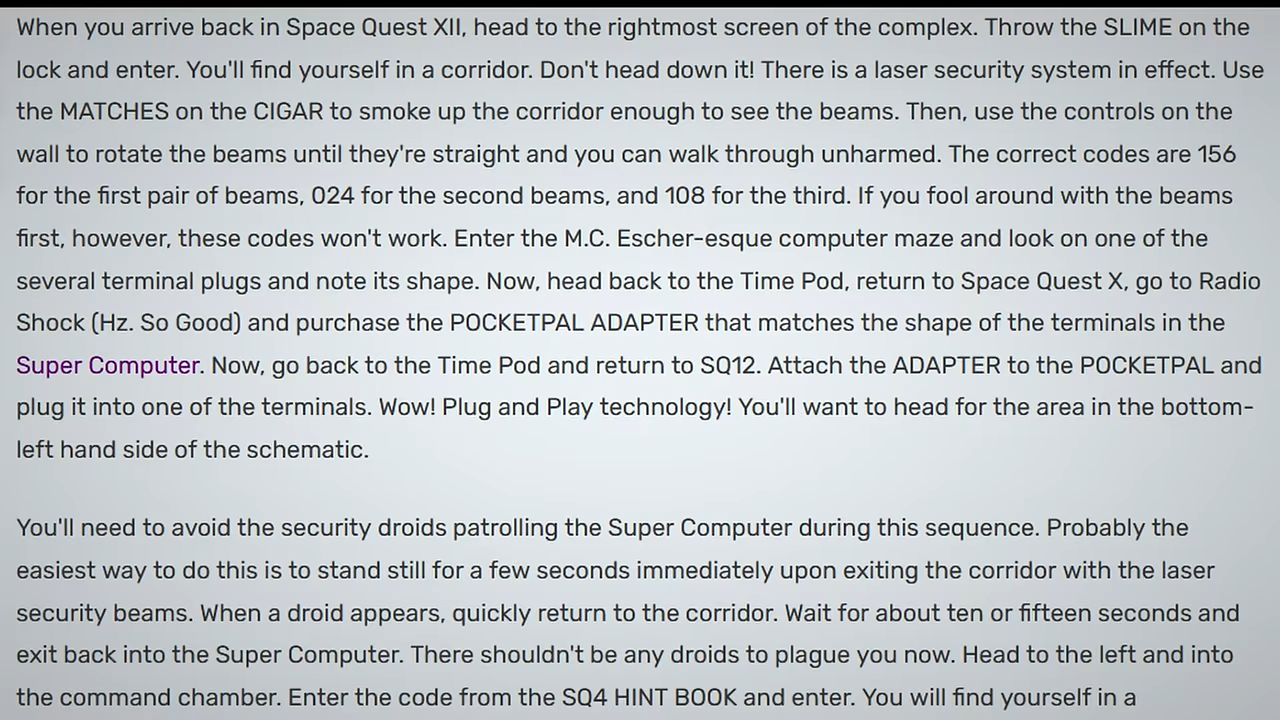 When you arrive back in Space Quest XII, head to the rightmost screen of the complex. Throw the SLIME on the
lock and enter. You'll find yourself in a corridor. Don't head down it! There is a laser security system in effect. Use
the MATCHES on the CIGAR to smoke up the corridor enough to see the beams. Then, use the controls on the
wall to rotate the beams until they're straight and you can walk through unharmed. The correct codes are 156
for the first pair of beams, 024 for the second beams, and 108 for the third. If you fool around with the beams
first, however, these codes won't work. Enter the M.C. Escher-esque computer maze and look on one of the
several terminal plugs and note its shape. Now, head back to the Time Pod, return to Space Quest X, go to Radio
Shock (Hz. So Good) and purchase the POCKETPAL ADAPTER that matches the shape of the terminals in the
Super Computer. Now, go back to the Time Pod and return to SQ12. Attach the ADAPTER to the POCKETPAL and
plug it into one of the terminals. Wow! Plug and Play technology! You'll want to head for the area in the bottom-
left hand side of the schematic.
You'll need to avoid the security droids patrolling the Super Computer during this sequence. Probably the
easiest way to do this is to stand still for a few seconds immediately upon exiting the corridor with the laser
security beams. When a droid appears, quickly return to the corridor. Wait for about ten or fifteen seconds and
exit back into the Super Computer. There shouldn't be any droids to plague you now. Head to the left and into
the command chamber. Enter the code from the SQ4 HINT BOOK and enter. You will find yourself in a